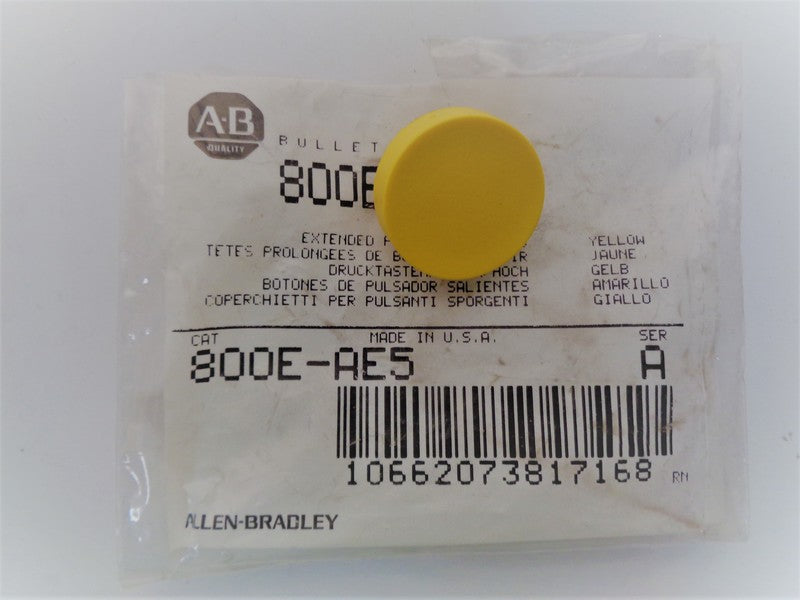 A·B
QUALITY
BULLET
800E
EXTENDED YELLOW
TETES PROLONGEES DE JAUNE
DRUCKTASTEN HOCH GELB
BOTONES DE PULSADOR SALIENTES AMARILLO
COPERCHIETTI PER PULSANTI SPORGENTI GIALLO
CAT MADE IN U.S.A. SER
800E-AE5 A
10662073817168 RN
ALLEN-BRADLEY